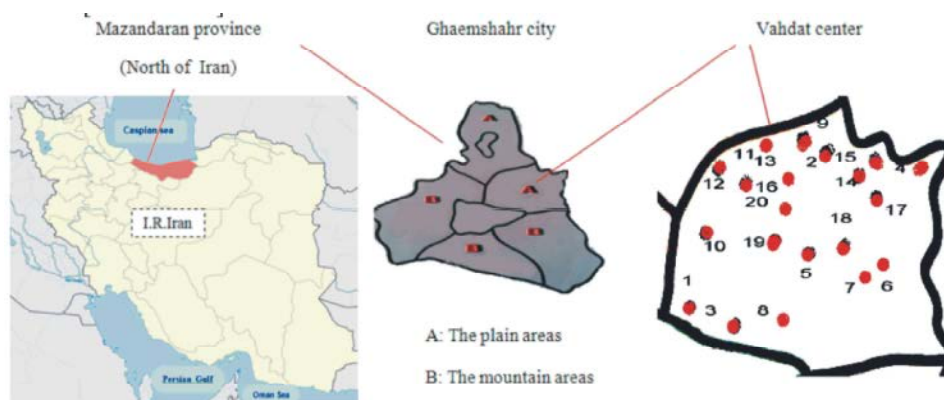 Mazandaran province
(North of Iran)
Ghaemshahr city
Vahdat center
Caspian sea
I.R.Iran
Persian Gulf
Oman Sea
A
A
B
B
B
A: The plain areas
B: The mountain areas
9
11
13
2
15
4
12
16
14
20
18
17
10
19
5
7
6
1
3
8